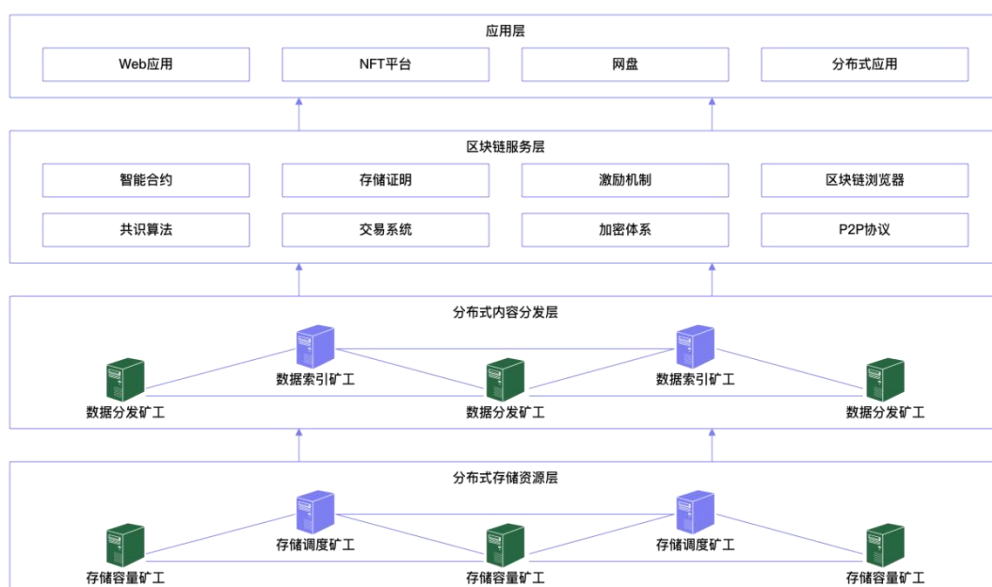 应用层
Web应用 NFT平台 网盘 分布式应用
区块链服务层
智能合约 存储证明 激励机制 区块链浏览器
共识算法 交易系统 加密体系 P2P协议
分布式内容分发层
数据索引矿工 数据索引矿工
数据分发矿工 数据分发矿工 数据分发矿工
分布式存储资源层
存储调度矿工 存储调度矿工
存储容量矿工 存储容量矿工 存储容量矿工